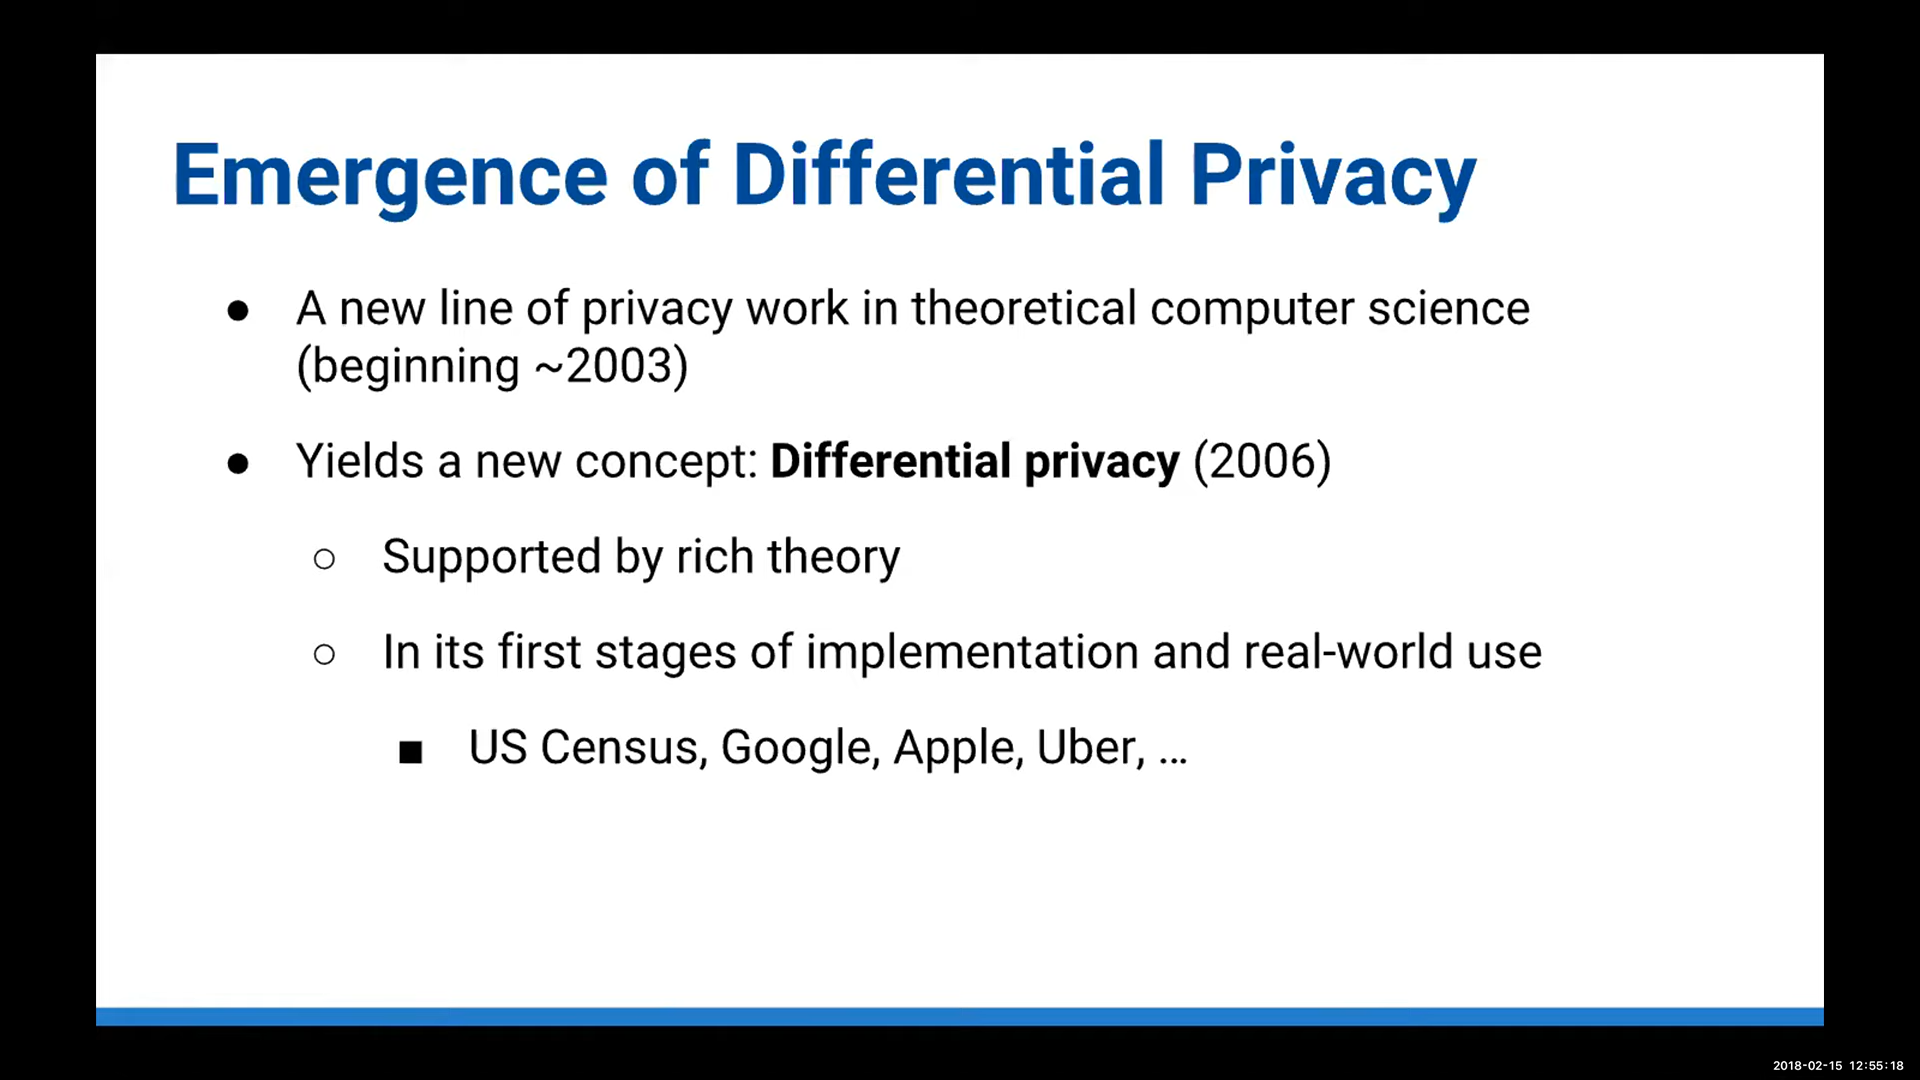 Emergence of Differential Privacy
● A new line of privacy work in theoretical computer science
(beginning ~2003)
● Yields a new concept: Differential privacy (2006)
○ Supported by rich theory
○ In its first stages of implementation and real-world use
■ US Census, Google, Apple, Uber, ...
2018-02-15 12:55:18